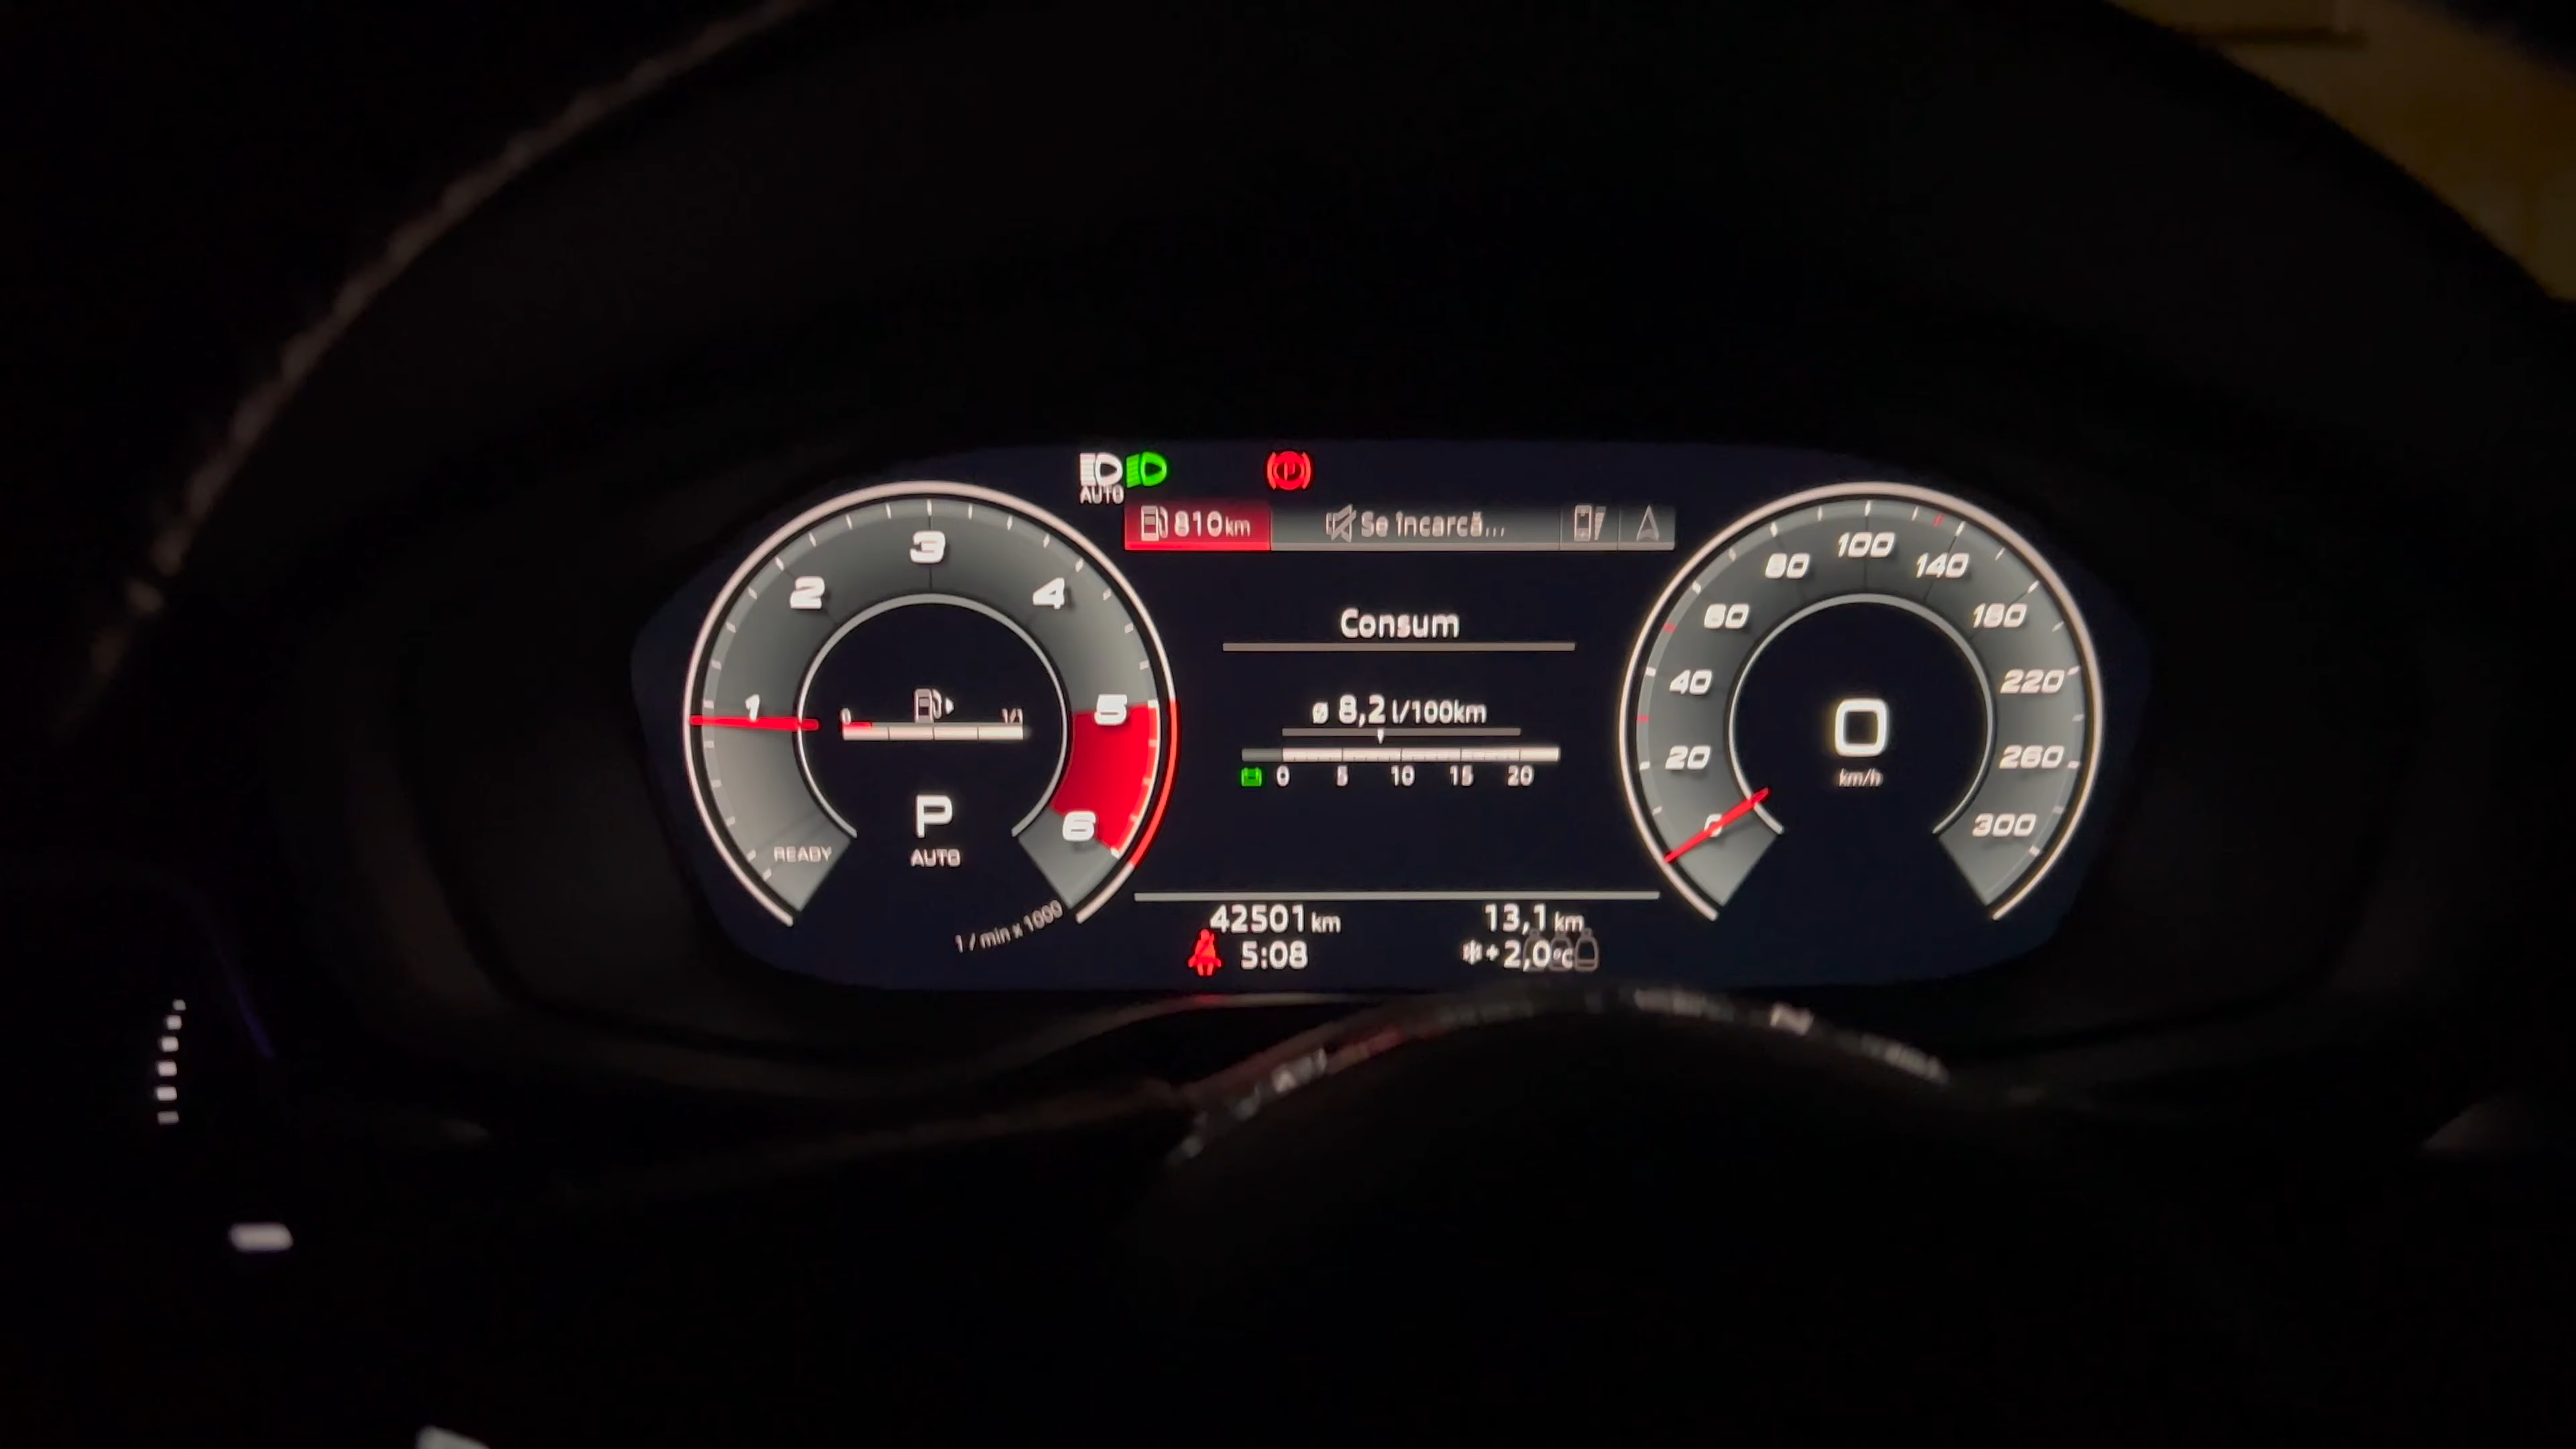 AUTO
810 km
Se încarcă...
1
2
3
4
5
6
0
1/1
P
AUTO
READY
1 / min x 1000
Consum
ø 8,2 l/100km
0 5 10 15 20
0
20
40
60
80
100
140
180
220
260
300
0
km/h
42501 km
13,1 km
5:08
+2,0°C